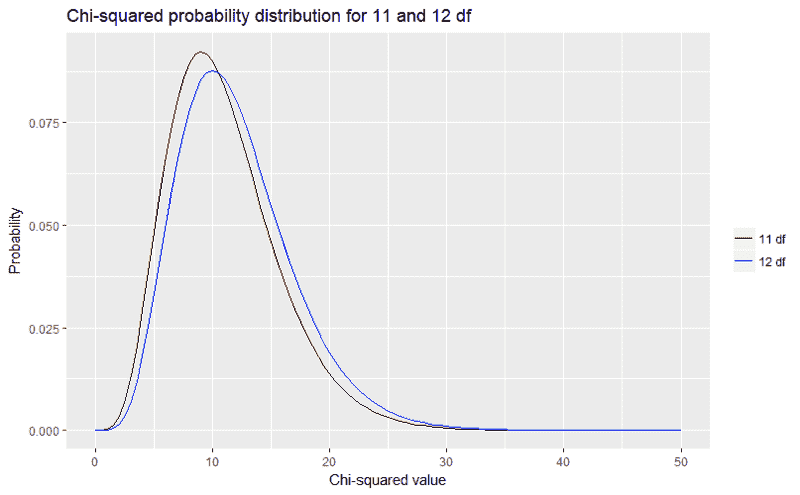 Chi-squared probability distribution for 11 and 12 df
0.075
0.050
0.025
0.000
Probability
0
10
20
30
40
50
Chi-squared value
11 df
12 df